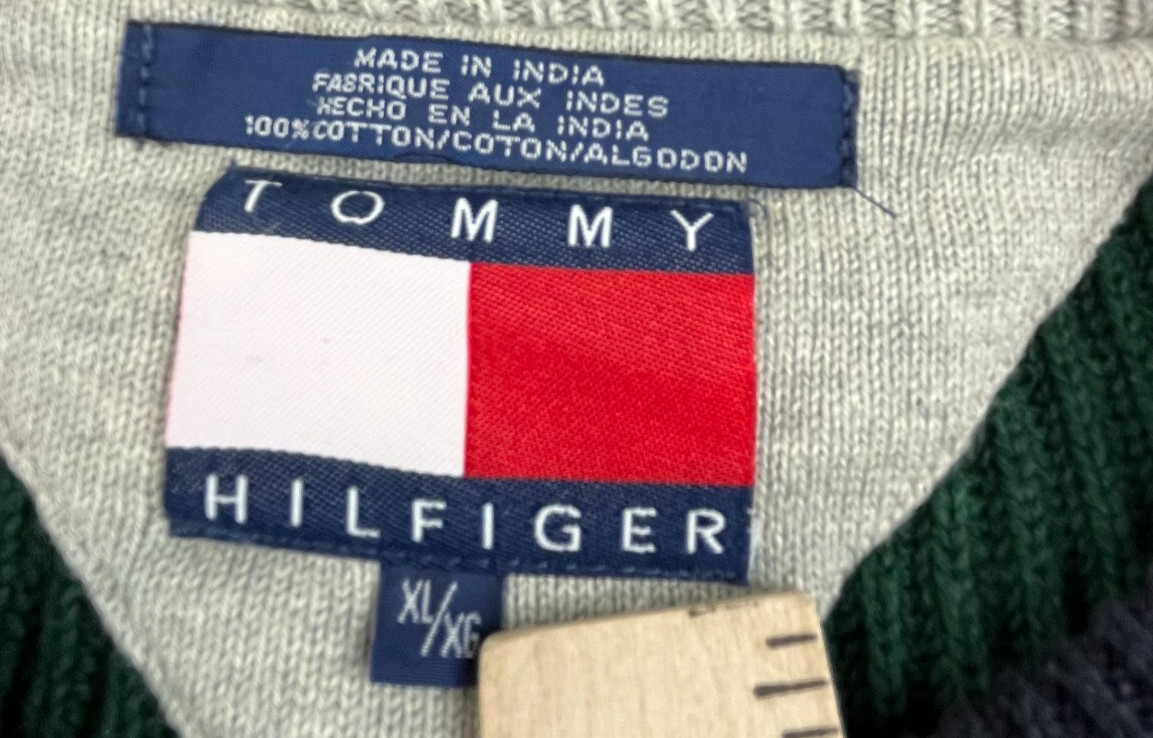 MADE IN INDIA
FABRIQUE AUX INDES
HECHO EN LA INDIA
100%COTTON/COTON/ALGODON
TOMMY
HILFIGER
XL/XG